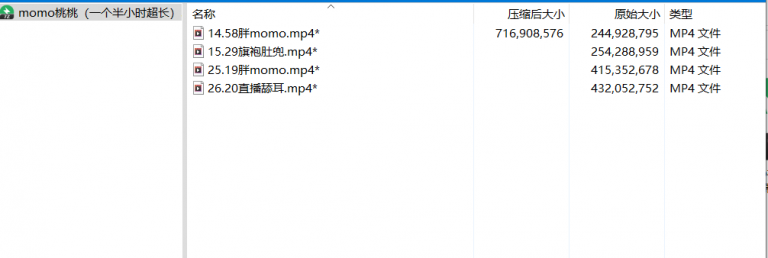 momo桃桃（一个半小时超长）
名称 压缩后大小 原始大小 类型
14.58胖momo.mp4* 716,908,576 244,928,795 MP4 文件
15.29旗袍肚兜.mp4* 254,288,959 MP4 文件
25.19胖momo.mp4* 415,352,678 MP4 文件
26.20直播舔耳.mp4* 432,052,752 MP4 文件